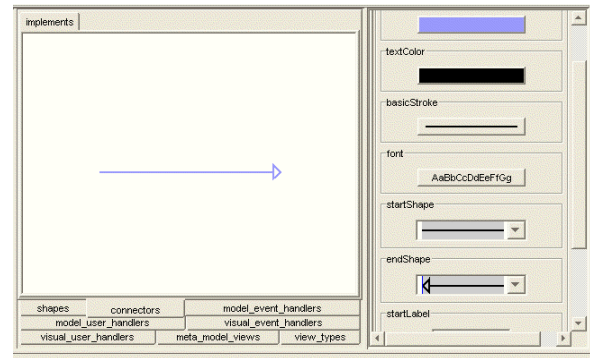 implements
textColor
basicStroke
font
AaBbCcDdEeFfGg
startShape
endShape
startLabel
shapes connectors model_event_handlers
model_user_handlers visual_event_handlers
visual_user_handlers meta_model_views view_types